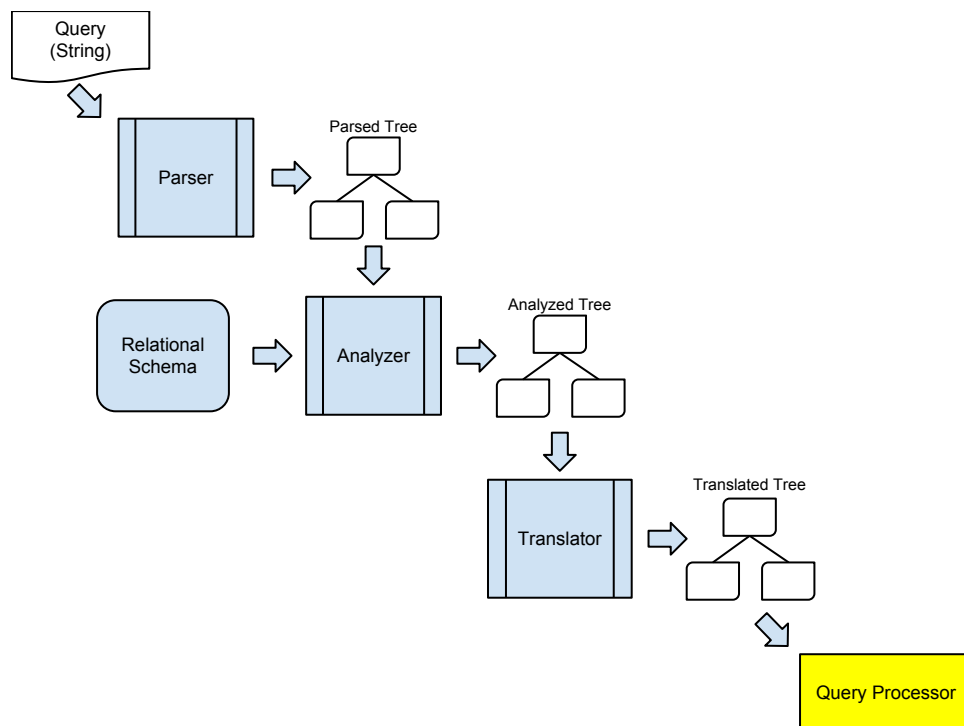 Query
(String)
Parsed Tree
Parser
Analyzed Tree
Relational
Schema
Analyzer
Translated Tree
Translator
Query Processor